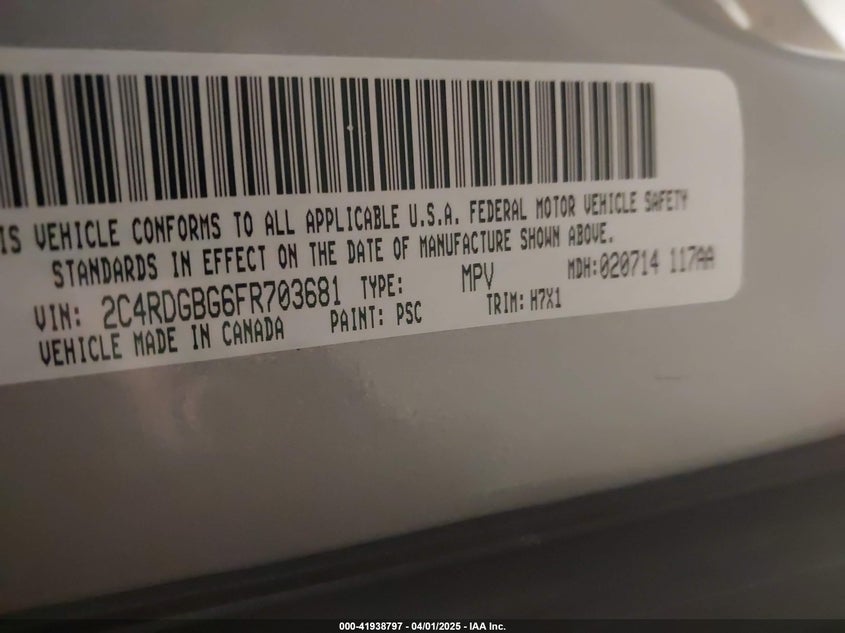 IS VEHICLE CONFORMS TO ALL APPLICABLE U.S.A. FEDERAL MOTOR VEHICLE SAFETY
STANDARDS IN EFFECT ON THE DATE OF MANUFACTURE SHOWN ABOVE.
MDH:020714 117AA
VIN: 2C4RDGBG6FR703681 TYPE: MPV
VEHICLE MADE IN CANADA PAINT: PSC TRIM: H7X1
000-41938797 - 04/01/2025 - IAA Inc.